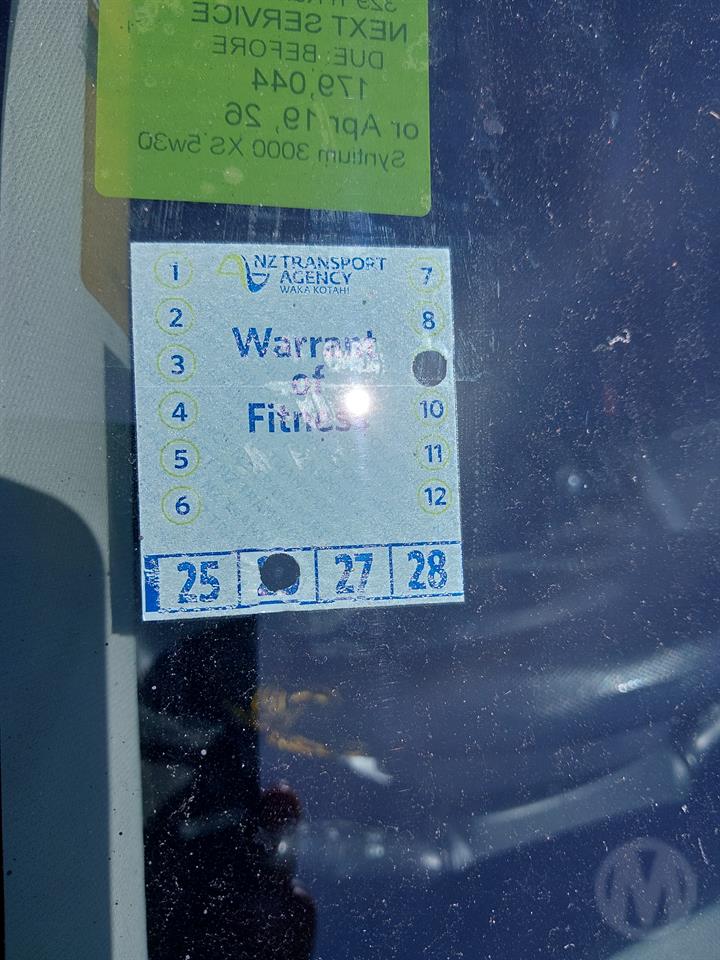 NEXT SERVICE
DUE: BEFORE
179,044
or Apr 19, 26
Syntium 3000 XS 5w30
NZ TRANSPORT
AGENCY
WAKA KOTAHI
Warrant
of
Fitness
1
2
3
4
5
6
7
8
10
11
12
25
27
28
M